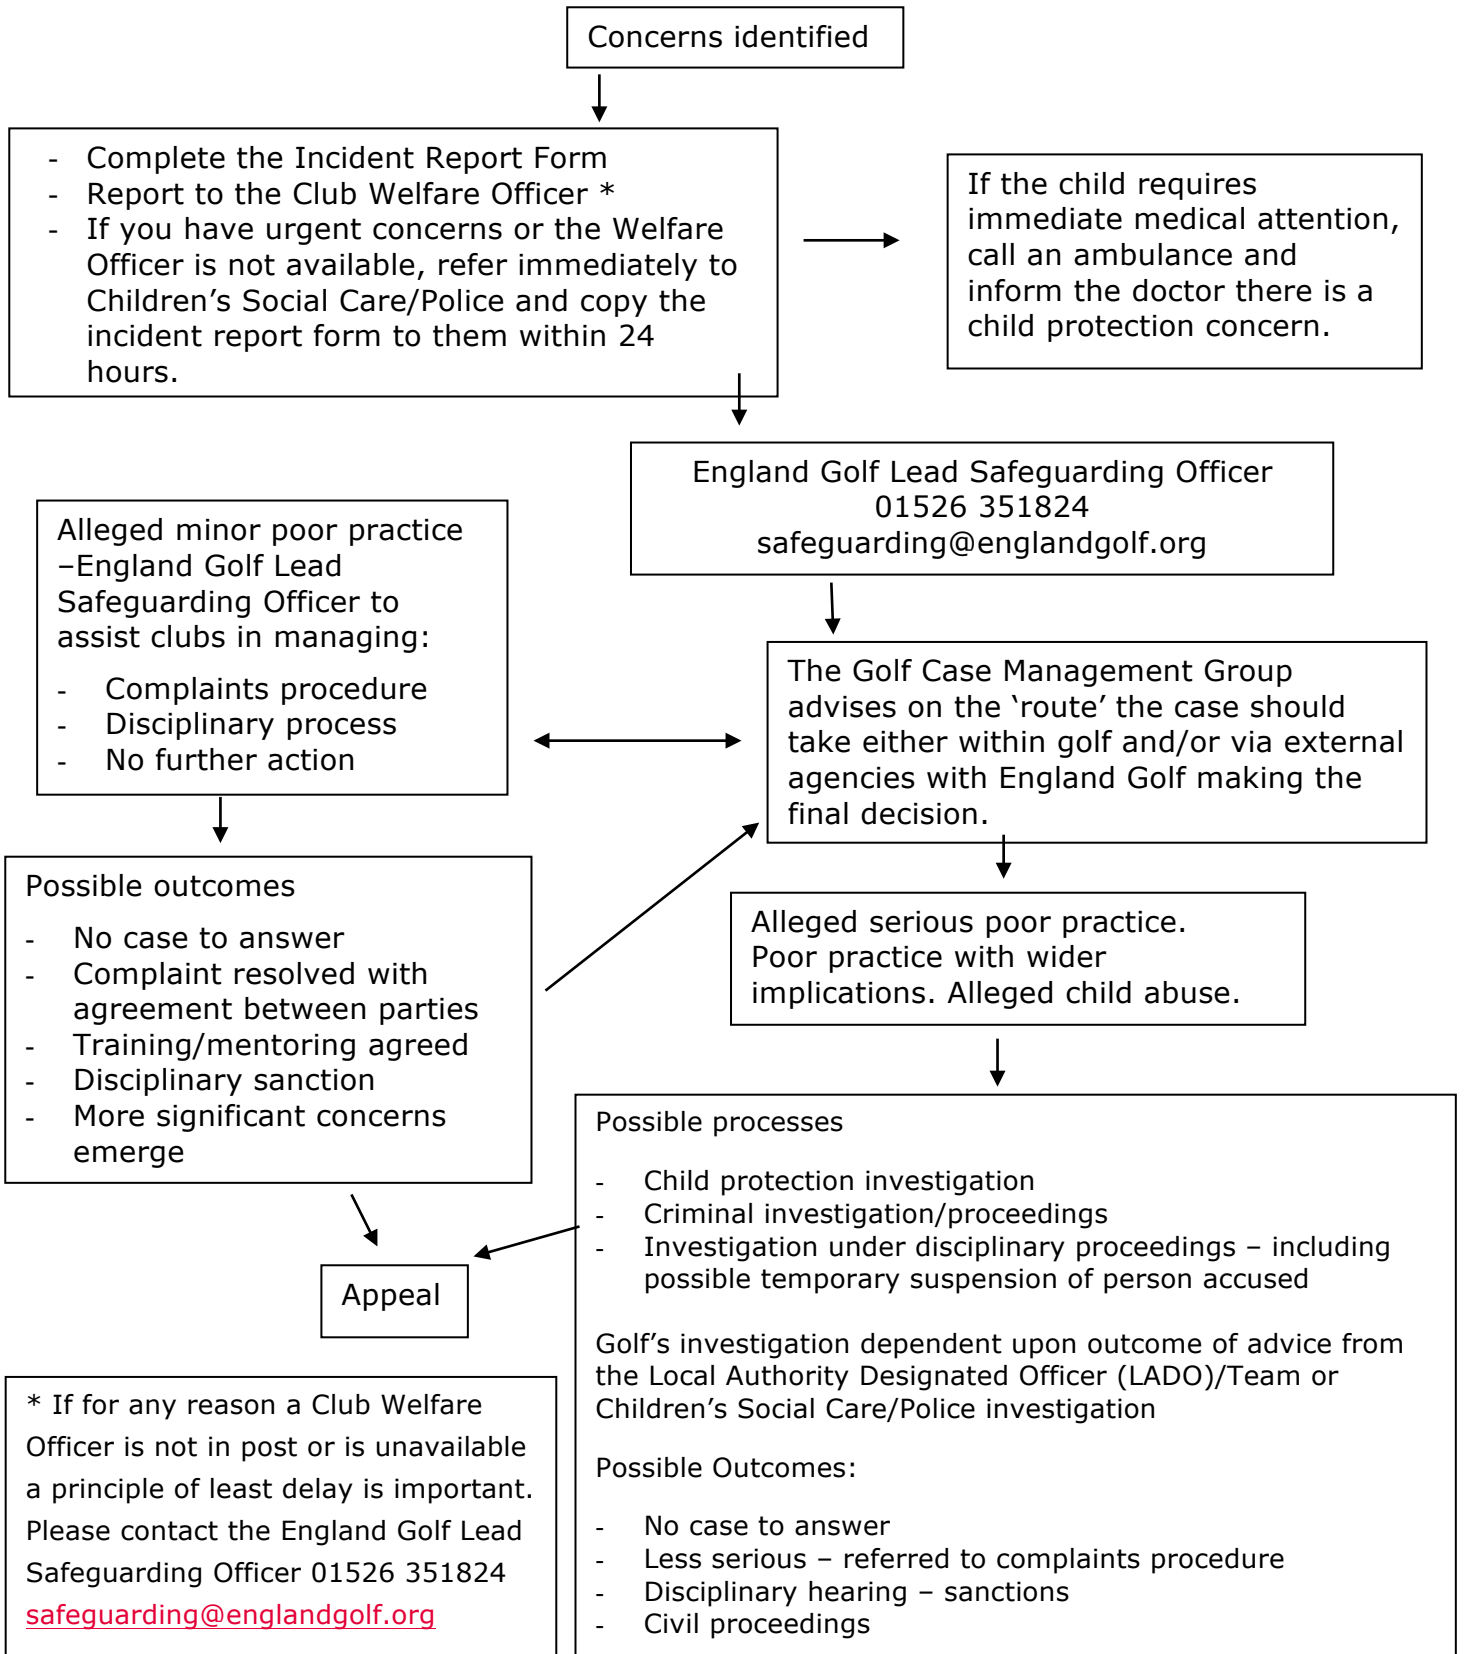 Concerns identified
- Complete the Incident Report Form
- Report to the Club Welfare Officer *
- If you have urgent concerns or the Welfare
Officer is not available, refer immediately to
Children’s Social Care/Police and copy the
incident report form to them within 24
hours.
If the child requires
immediate medical attention,
call an ambulance and
inform the doctor there is a
child protection concern.
England Golf Lead Safeguarding Officer
01526 351824
safeguarding@englandgolf.org
Alleged minor poor practice
–England Golf Lead
Safeguarding Officer to
assist clubs in managing:
- Complaints procedure
- Disciplinary process
- No further action
The Golf Case Management Group
advises on the ‘route’ the case should
take either within golf and/or via external
agencies with England Golf making the
final decision.
Possible outcomes
- No case to answer
- Complaint resolved with
agreement between parties
- Training/mentoring agreed
- Disciplinary sanction
- More significant concerns
emerge
Alleged serious poor practice.
Poor practice with wider
implications. Alleged child abuse.
Possible processes
- Child protection investigation
- Criminal investigation/proceedings
- Investigation under disciplinary proceedings – including
possible temporary suspension of person accused
Golf’s investigation dependent upon outcome of advice from
the Local Authority Designated Officer (LADO)/Team or
Children’s Social Care/Police investigation
Possible Outcomes:
- No case to answer
- Less serious – referred to complaints procedure
- Disciplinary hearing – sanctions
- Civil proceedings
Appeal
* If for any reason a Club Welfare
Officer is not in post or is unavailable
a principle of least delay is important.
Please contact the England Golf Lead
Safeguarding Officer 01526 351824
safeguarding@englandgolf.org